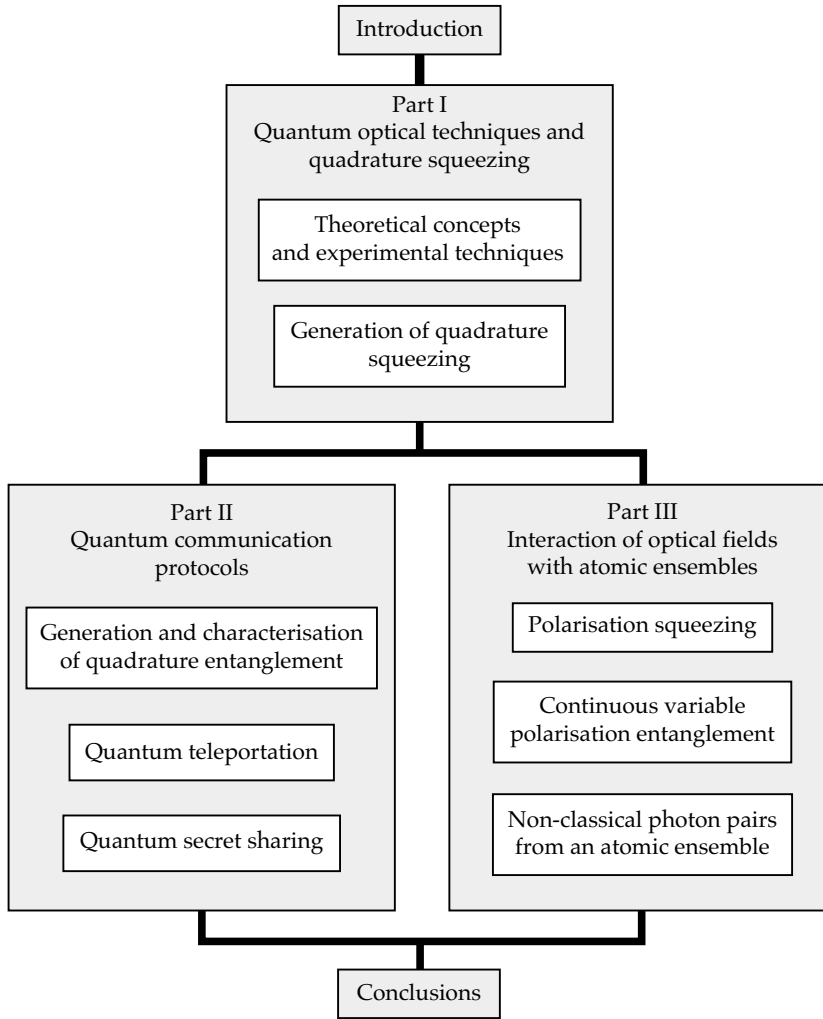 Introduction
Part I
Quantum optical techniques and
quadrature squeezing
Theoretical concepts
and experimental techniques
Generation of quadrature
squeezing
Part II
Quantum communication
protocols
Generation and characterisation
of quadrature entanglement
Quantum teleportation
Quantum secret sharing
Part III
Interaction of optical fields
with atomic ensembles
Polarisation squeezing
Continuous variable
polarisation entanglement
Non-classical photon pairs
from an atomic ensemble
Conclusions